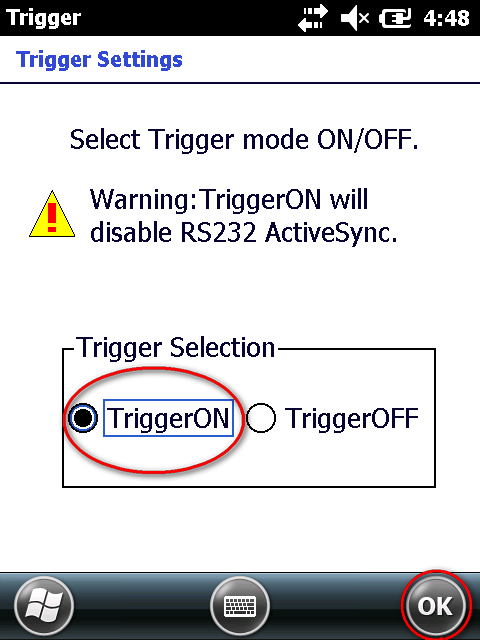 Trigger 4:48
Trigger Settings
Select Trigger mode ON/OFF.
Warning:TriggerON will
disable RS232 ActiveSync.
Trigger Selection
TriggerON TriggerOFF
OK